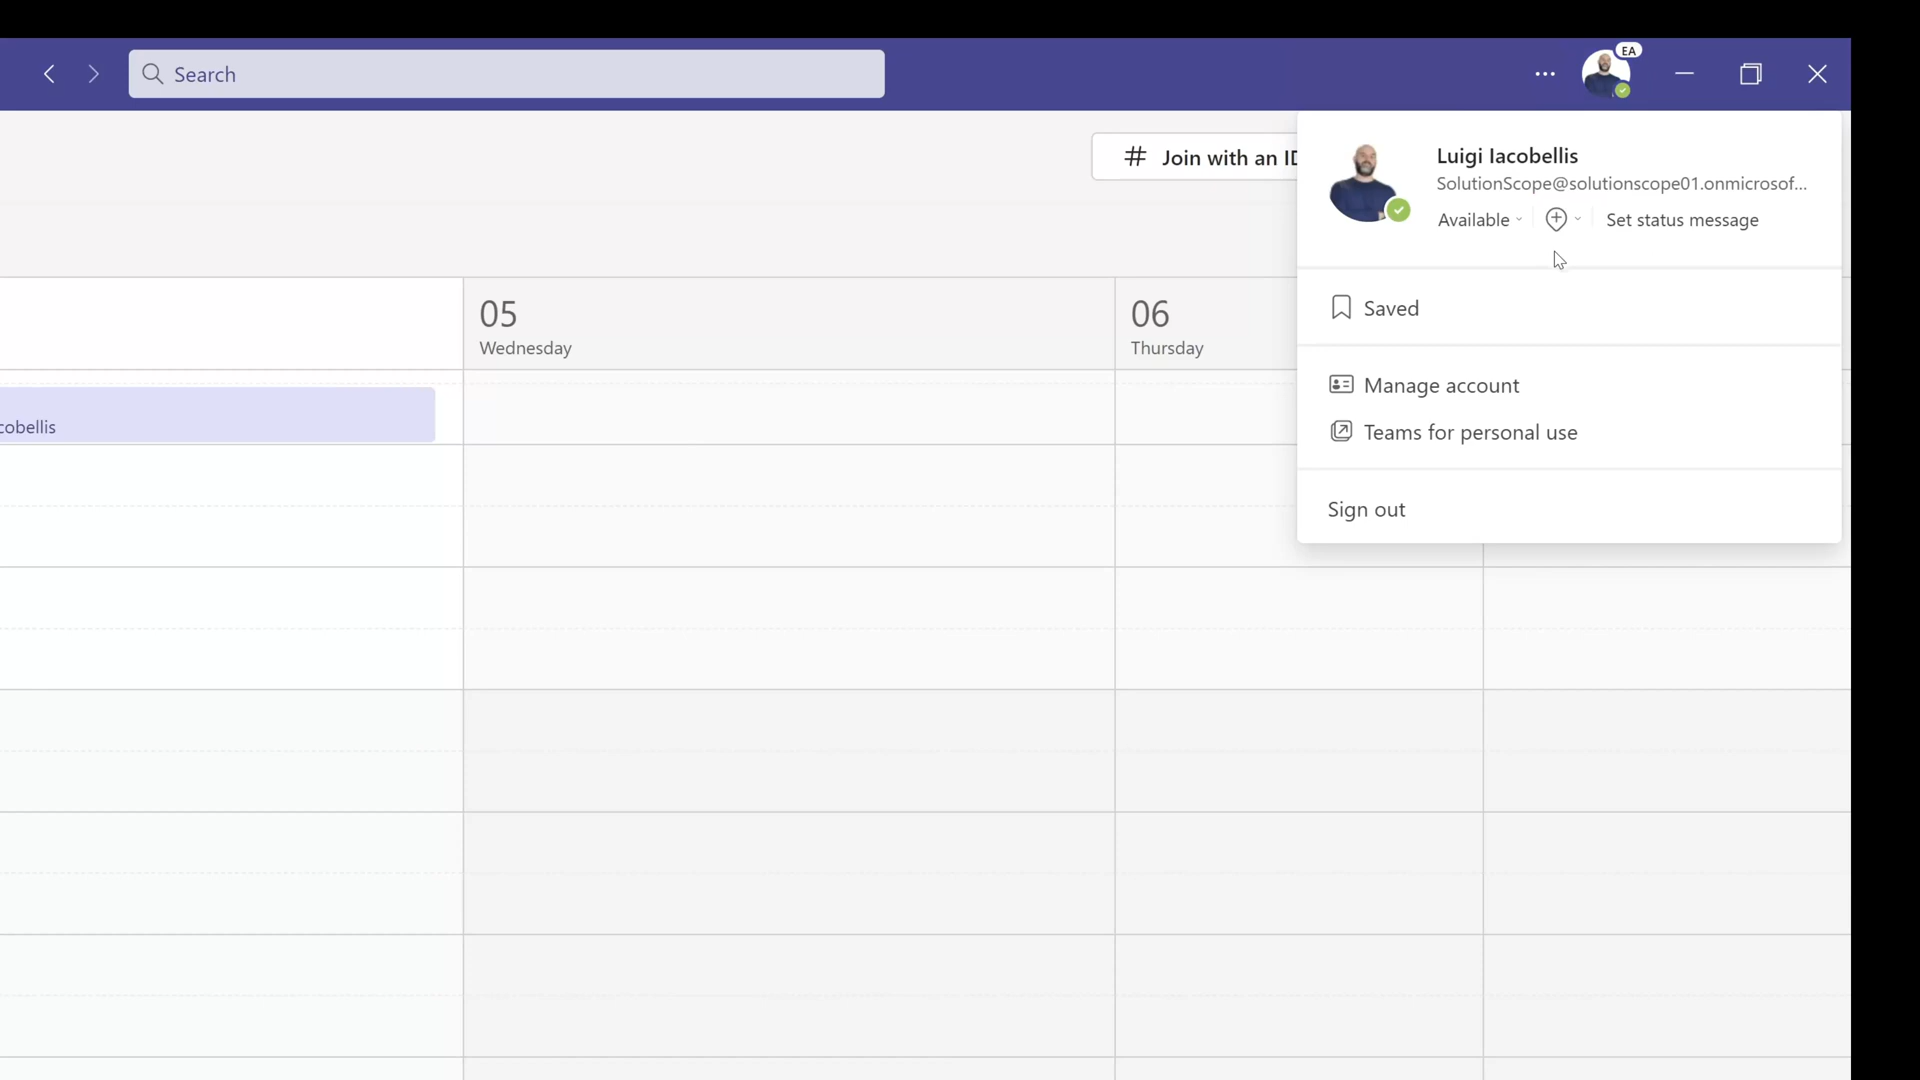 Search
EA
# Join with an ID
Luigi Iacobellis
SolutionScope@solutionscope01.onmicrosof...
Available
Set status message
05
Wednesday
06
Thursday
Saved
Manage account
cobellis
Teams for personal use
Sign out